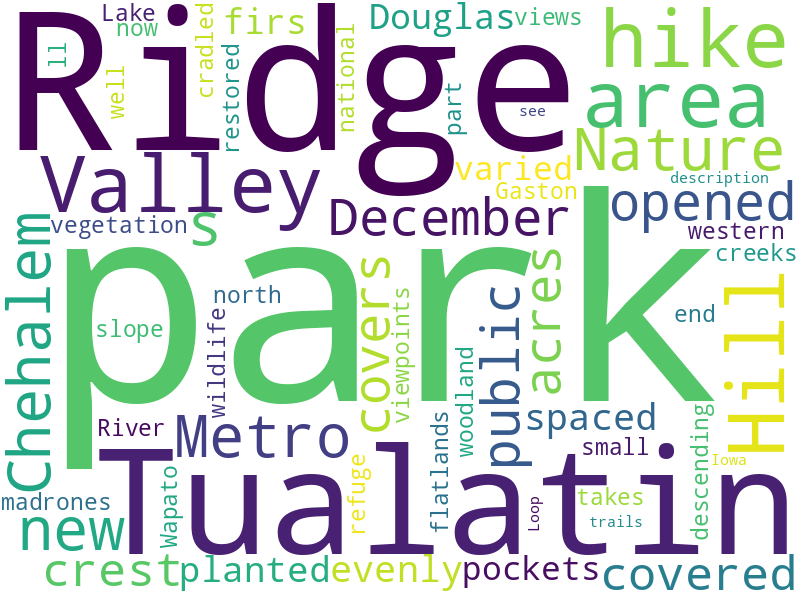 Lake
now
firs
Douglas
views
Ridge
hike
ll
well
cradled
restored
national
part
see
area
Nature
Valley
varied
Gaston
description
vegetation
s
December
opened
western
creeks
Chehalem
park
covers
viewpoints
acres
public
Hill
north
slope
wildlife
end
River
Metro
woodland
spaced
small
flatlands
descending
Tualatin
Iowa
madrones
Wapato
refuge
Loop
takes
trails
new
crest
planted
evenly
pockets
covered